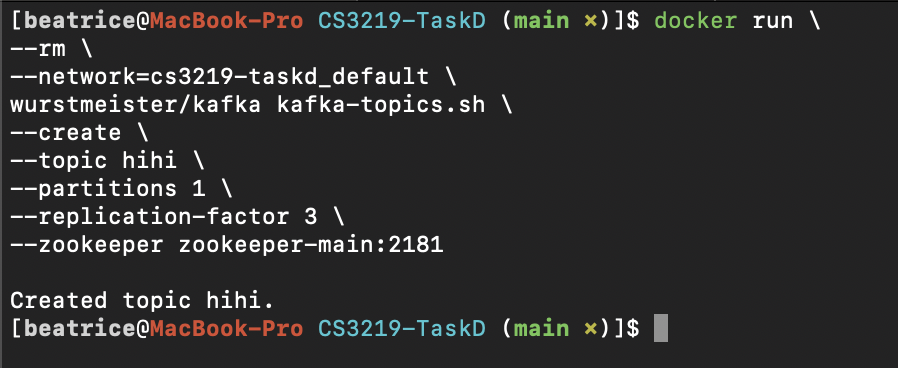 [beatrice@MacBook-Pro CS3219-TaskD (main ×)]$ docker run \
--rm \
--network=cs3219-taskd_default \
wurstmeister/kafka kafka-topics.sh \
--create \
--topic hihi \
--partitions 1 \
--replication-factor 3 \
--zookeeper zookeeper-main:2181
Created topic hihi.
[beatrice@MacBook-Pro CS3219-TaskD (main ×)]$